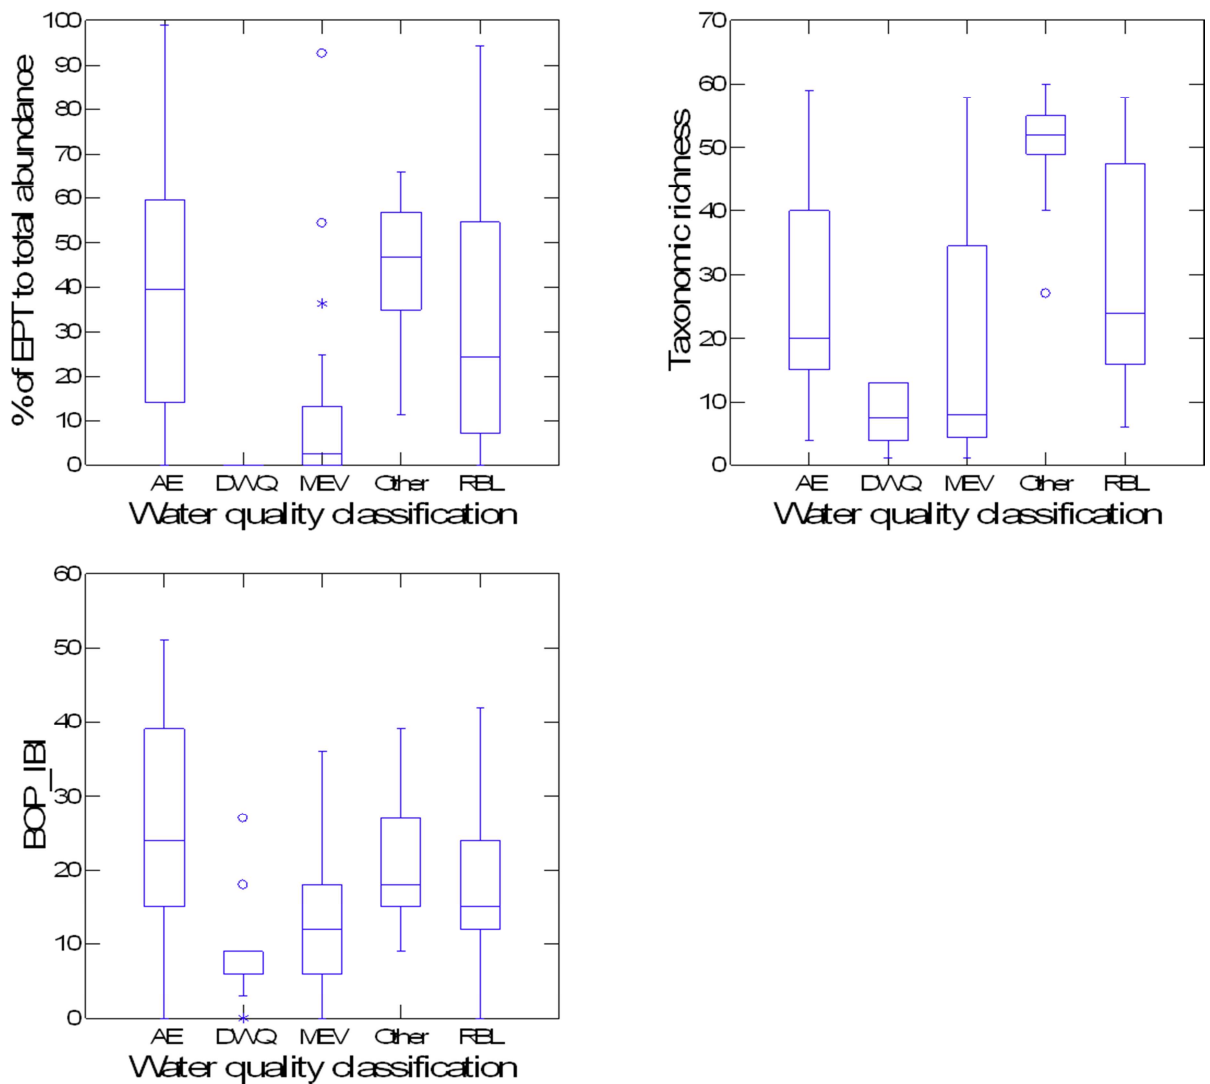 % of EPT to total abundance
100
90
80
70
60
50
40
30
20
10
0
AE DWQ MEV Other RBL
Water quality classification
Taxonomic richness
70
60
50
40
30
20
10
0
AE DWQ MEV Other RBL
Water quality classification
BOP_IBI
60
50
40
30
20
10
0
AE DWQ MEV Other RBL
Water quality classification